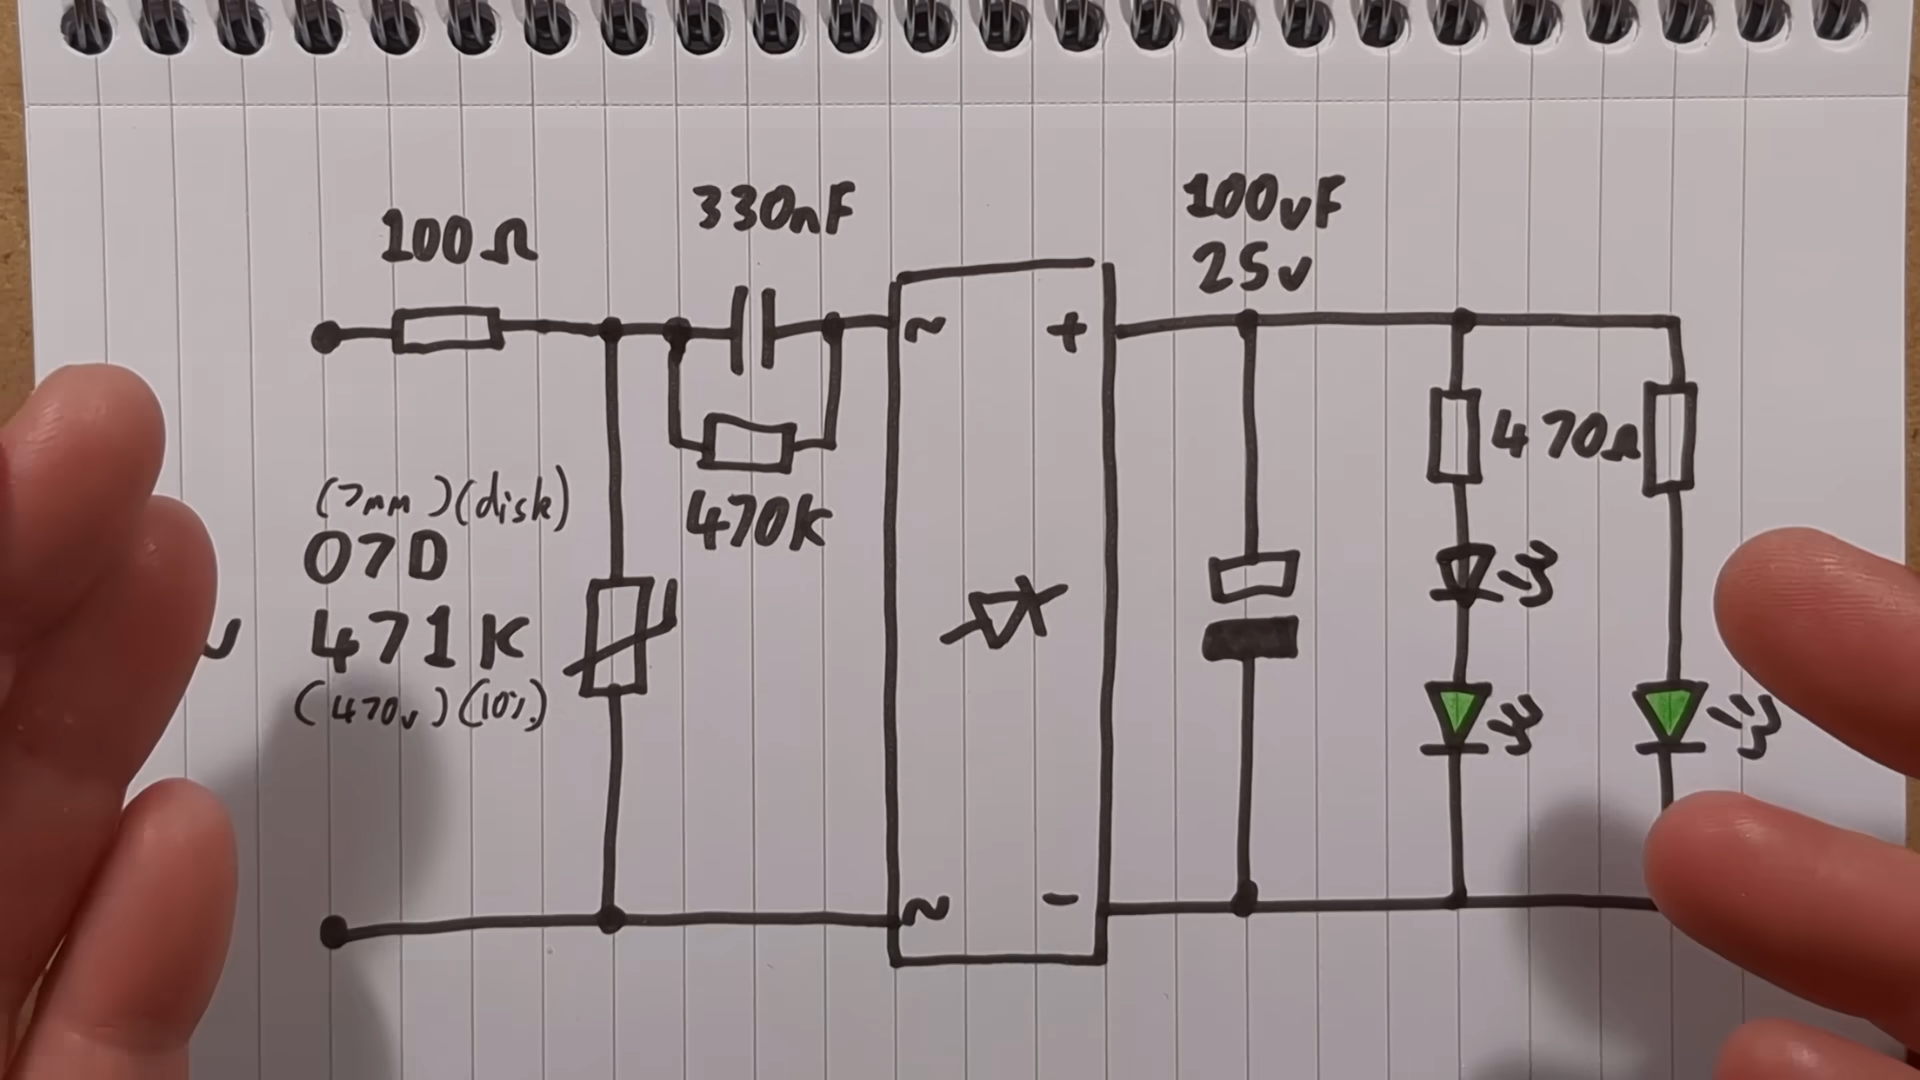 100Ω
330nF
100uF
25v
~ +
470Ω
470K
(7mm)(disk)
07D
471K
(470v)(10%)
~ -